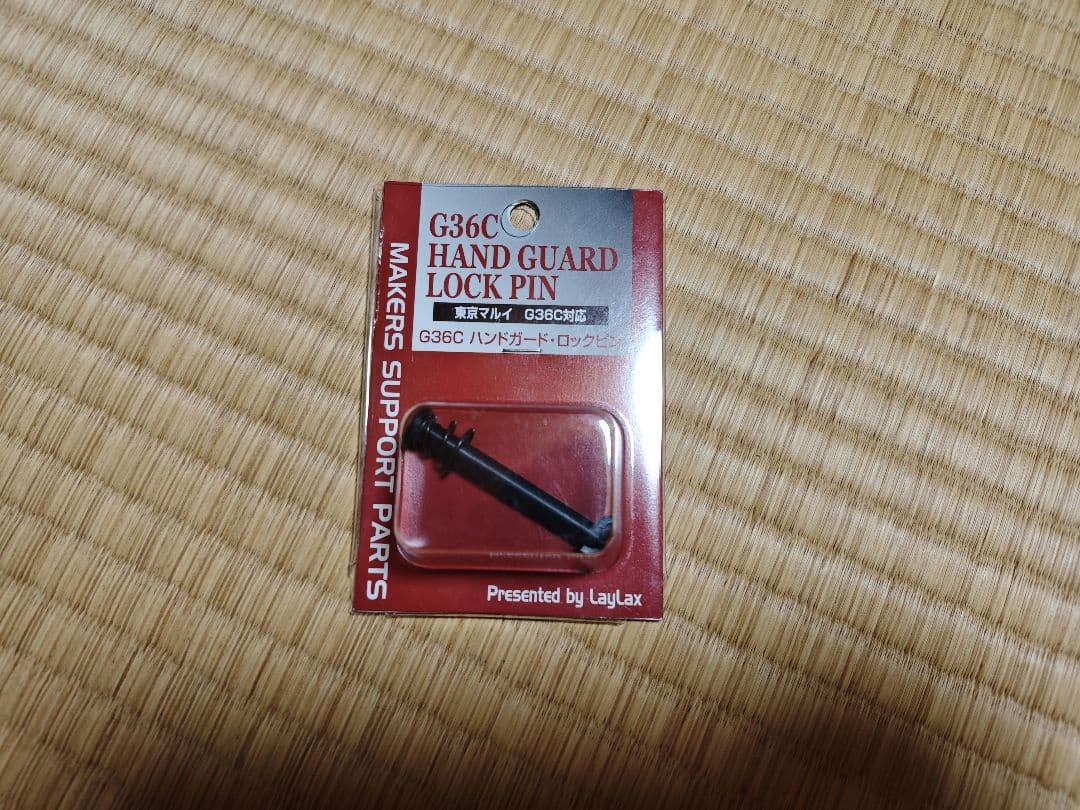 G36C
HAND GUARD
LOCK PIN
東京マルイ G36C対応
G36C ハンドガード・ロックピン
MAKERS SUPPORT PARTS
Presented by LayLax